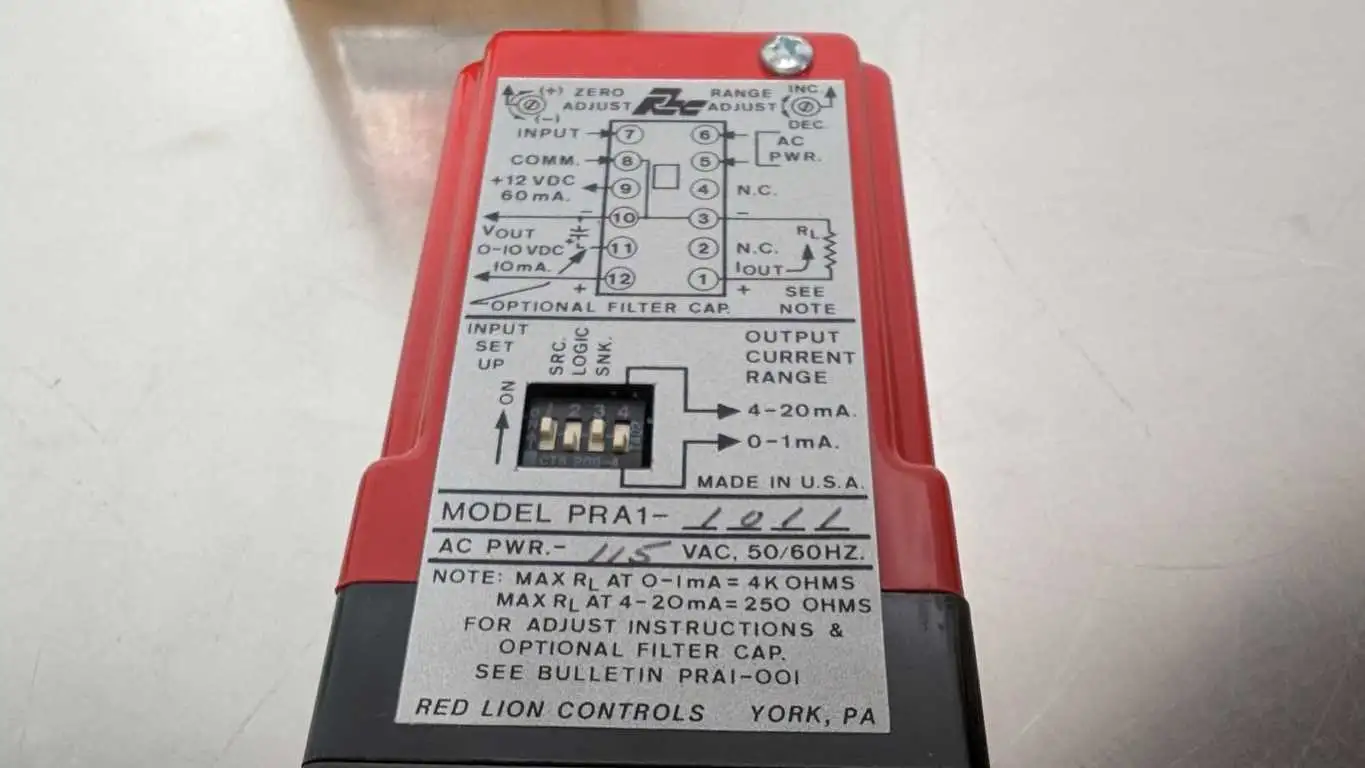 (+) ZERO ADJUST RLC RANGE ADJUST INC.
(-) DEC.
INPUT 7 6 AC PWR.
COMM. 8 5
+12 VDC 60mA. 9 4 N.C.
- 10 3 -
VOUT 0-10 VDC 10mA. + 11 2 N.C. RL
IOUT
+ 12 1 + SEE NOTE
OPTIONAL FILTER CAP.
INPUT SET UP
SRC.
LOGIC
SNK.
OUTPUT
CURRENT
RANGE
ON
1 2 3 4
4-20mA.
0-1mA.
MADE IN U.S.A.
MODEL PRA1- 1011
AC PWR.- 115 VAC, 50/60HZ.
NOTE: MAX RL AT 0-1mA = 4K OHMS
MAX RL AT 4-20mA = 250 OHMS
FOR ADJUST INSTRUCTIONS &
OPTIONAL FILTER CAP.
SEE BULLETIN PRA1-001
RED LION CONTROLS YORK, PA